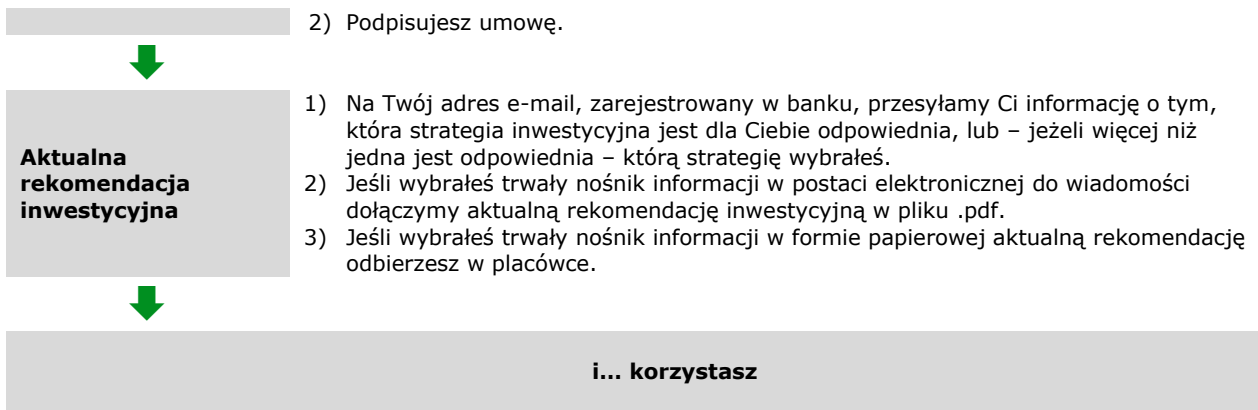 2) Podpisujesz umowę.
Aktualna
rekomendacja
inwestycyjna
1) Na Twój adres e-mail, zarejestrowany w banku, przesyłamy Ci informację o tym,
która strategia inwestycyjna jest dla Ciebie odpowiednia, lub – jeżeli więcej niż
jedna jest odpowiednia – którą strategię wybrałeś.
2) Jeśli wybrałeś trwały nośnik informacji w postaci elektronicznej do wiadomości
dołączymy aktualną rekomendację inwestycyjną w pliku .pdf.
3) Jeśli wybrałeś trwały nośnik informacji w formie papierowej aktualną rekomendację
odbierzesz w placówce.
i... korzystasz